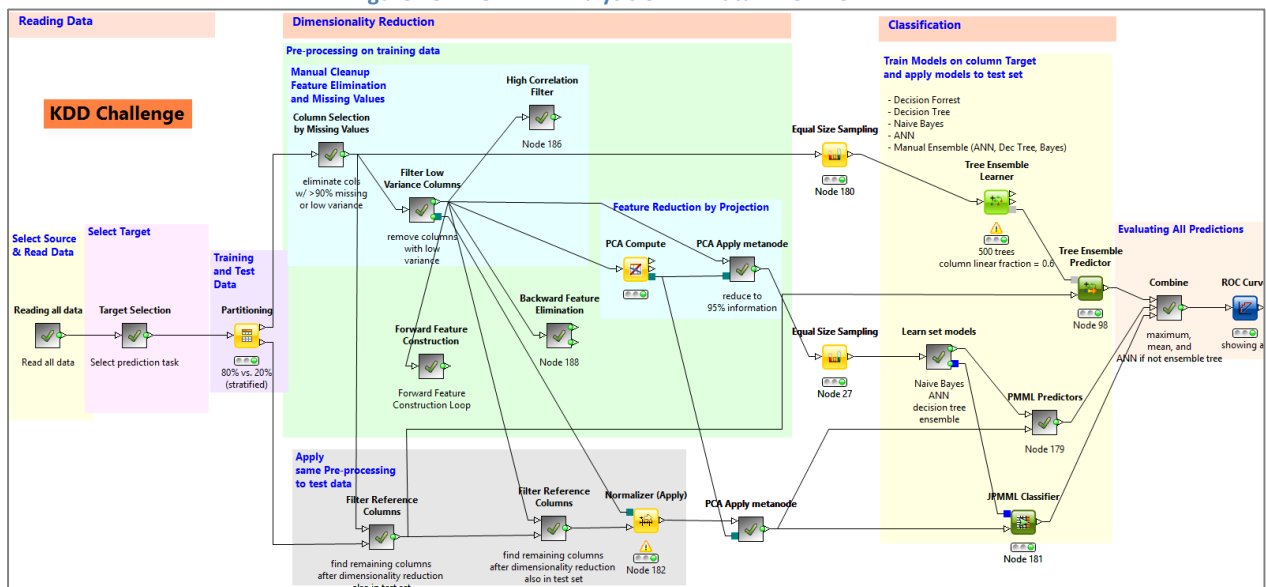 Reading Data
Dimensionality Reduction
Classification
Pre-processing on training data
Manual Cleanup
Feature Elimination
and Missing Values
Train Models on column Target
and apply models to test set
- Decision Forrest
- Decision Tree
- Naive Bayes
- ANN
- Manual Ensemble (ANN, Dec Tree, Bayes)
KDD Challenge
Column Selection
by Missing Values
eliminate cols
w/ >90% missing
or low variance
High Correlation
Filter
Node 186
Filter Low
Variance Columns
remove columns
with low
variance
Equal Size Sampling
Node 180
Tree Ensemble
Learner
500 trees
column linear fraction = 0.6
Feature Reduction by Projection
PCA Compute
PCA Apply metanode
reduce to
95% information
Select Source
& Read Data
Select Target
Training
and Test
Data
Reading all data
Read all data
Target Selection
Select prediction task
Partitioning
80% vs. 20%
(stratified)
Backward Feature
Elimination
Node 188
Forward Feature
Construction
Forward Feature
Construction Loop
Tree Ensemble
Predictor
Node 98
Evaluating All Predictions
Combine
maximum,
mean, and
ANN if not ensemble tree
ROC Curv
showing a
Equal Size Sampling
Node 27
Learn set models
Naive Bayes
ANN
decision tree
ensemble
PMML Predictors
Node 179
JPMML Classifier
Node 181
Apply
same Pre-processing
to test data
Filter Reference
Columns
find remaining columns
after dimensionality reduction
also in test set
Filter Reference
Columns
find remaining columns
after dimensionality reduction
also in test set
Normalizer (Apply)
Node 182
PCA Apply metanode